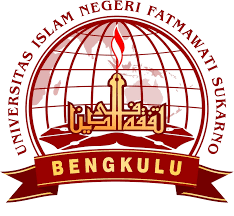 UNIVERSITAS ISLAM NEGERI FATMAWATI SUKARNO
BENGKULU